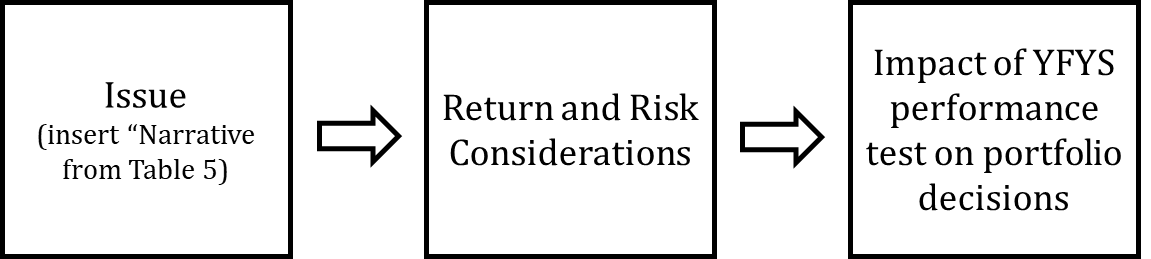 Issue
(insert “Narrative
from Table 5)
Return and Risk
Considerations
Impact of YFYS
performance
test on portfolio
decisions